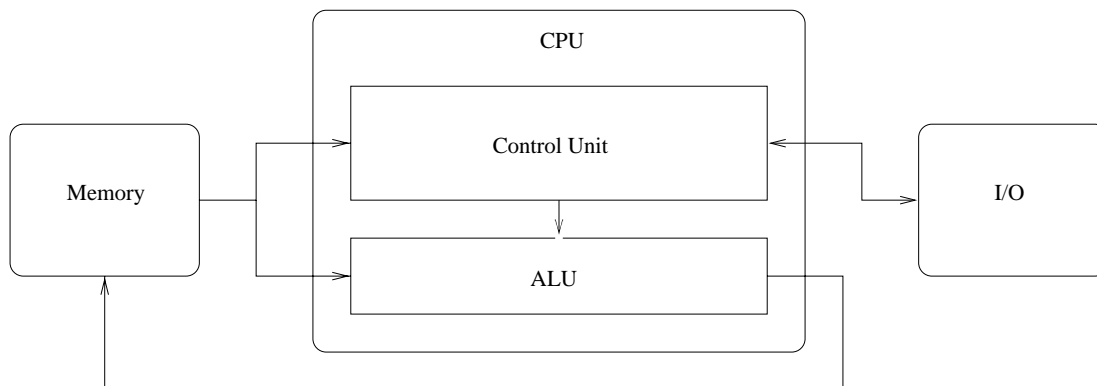 CPU
Control Unit
Memory
I/O
ALU